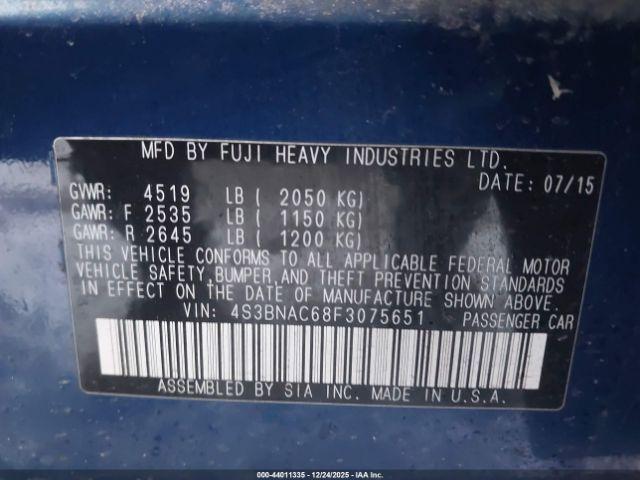 MFD BY FUJI HEAVY INDUSTRIES LTD.
DATE: 07/15
GVWR: 4519 LB ( 2050 KG)
GAWR: F 2535 LB ( 1150 KG)
GAWR: R 2645 LB ( 1200 KG)
THIS VEHICLE CONFORMS TO ALL APPLICABLE FEDERAL MOTOR
VEHICLE SAFETY, BUMPER, AND THEFT PREVENTION STANDARDS
IN EFFECT ON THE DATE OF MANUFACTURE SHOWN ABOVE.
VIN: 4S3BNAC68F3075651 PASSENGER CAR
ASSEMBLED BY SIA INC. MADE IN U.S.A.
000-44011335 - 12/24/2025 - IAA Inc.